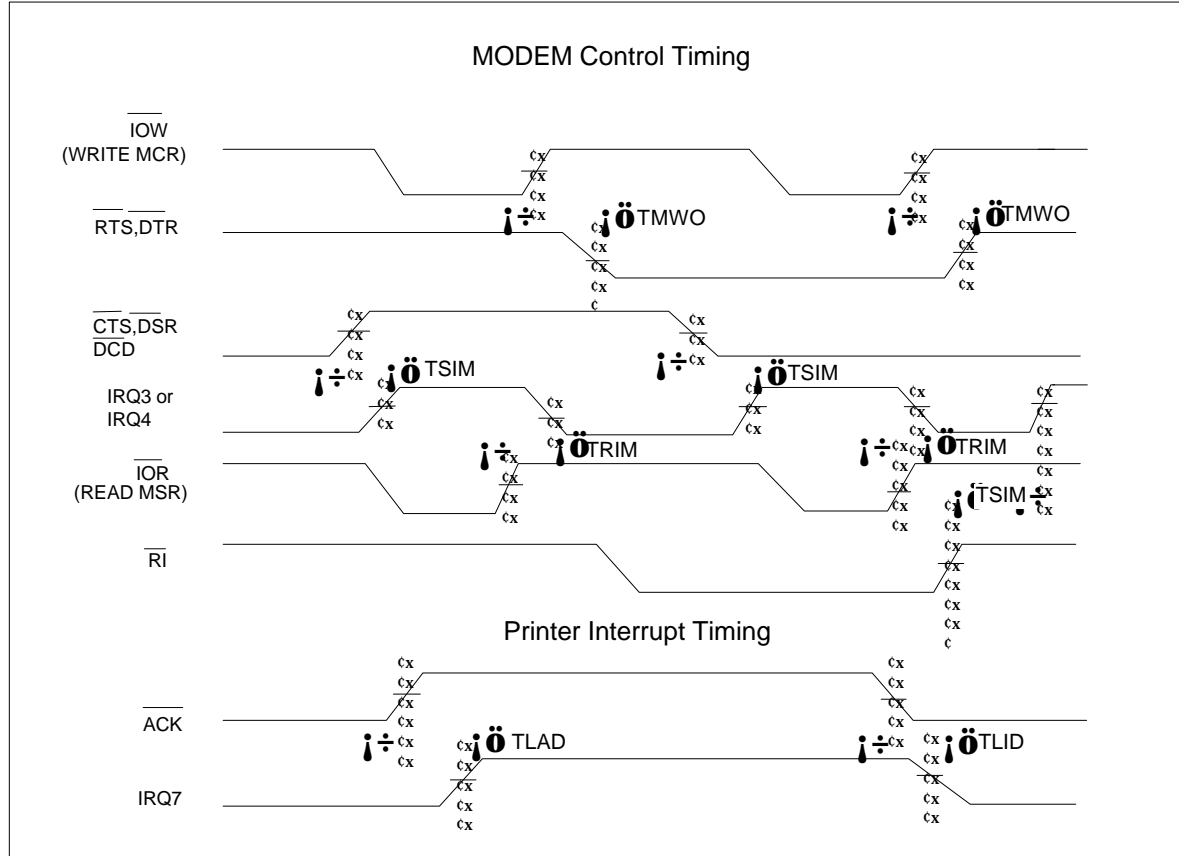 MODEM Control Timing
IOW
(WRITE MCR)
RTS,DTR
TMWO
TMWO
CTS,DSR
DCD
TSIM
TSIM
IRQ3 or
IRQ4
TRIM
TRIM
IOR
(READ MSR)
TSIM
RI
Printer Interrupt Timing
ACK
TLAD
TLID
IRQ7